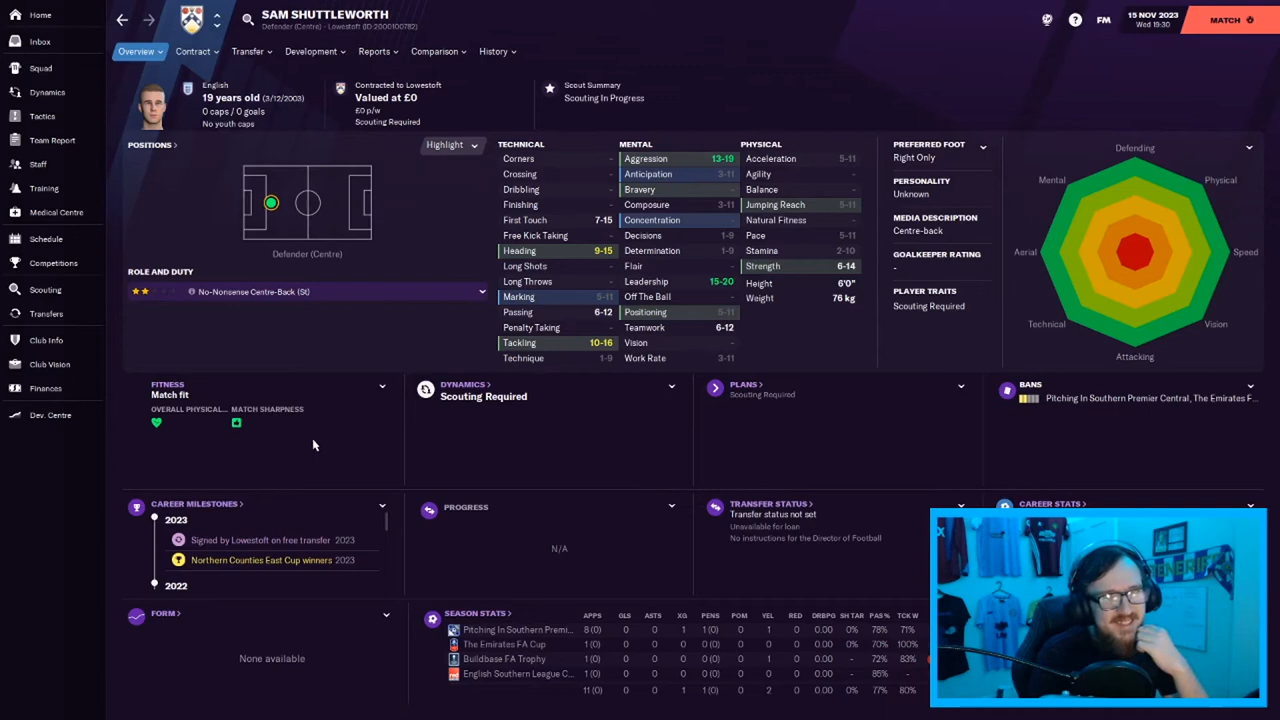 Home
SAM SHUTTLEWORTH
Defender (Centre) - Lowestoft (ID:2000100782)
FM
15 NOV 2023
Wed 19:30
MATCH
Inbox
Squad
Dynamics
Tactics
Team Report
Staff
Training
Medical Centre
Schedule
Competitions
Scouting
Transfers
Club Info
Club Vision
Finances
Dev. Centre
Overview
Contract
Transfer
Development
Reports
Comparison
History
English
19 years old (3/12/2003)
0 caps / 0 goals
No youth caps
Contracted to Lowestoft
Valued at £0
£0 p/w
Scouting Required
Scout Summary
Scouting In Progress
POSITIONS
Highlight
Defender (Centre)
ROLE AND DUTY
No-Nonsense Centre-Back (St)
TECHNICAL
Corners -
Crossing -
Dribbling -
Finishing -
First Touch 7-15
Free Kick Taking -
Heading 9-15
Long Shots -
Long Throws -
Marking 5-11
Passing 6-12
Penalty Taking -
Tackling 10-16
Technique 1-9
MENTAL
Aggression 13-19
Anticipation 3-11
Bravery -
Composure 3-11
Concentration -
Decisions 1-9
Determination 1-9
Flair -
Leadership 15-20
Off The Ball -
Positioning 5-11
Teamwork 6-12
Vision -
Work Rate 3-11
PHYSICAL
Acceleration 5-11
Agility -
Balance -
Jumping Reach 5-11
Natural Fitness -
Pace 5-11
Stamina 2-10
Strength 6-14
Height 6'0"
Weight 76 kg
PREFERRED FOOT
Right Only
PERSONALITY
Unknown
MEDIA DESCRIPTION
Centre-back
GOALKEEPER RATING
-
PLAYER TRAITS
Scouting Required
Defending
Mental
Physical
Aerial
Speed
Technical
Vision
Attacking
FITNESS
Match fit
OVERALL PHYSICAL... MATCH SHARPNESS
DYNAMICS
Scouting Required
PLANS
Scouting Required
BANS
Pitching In Southern Premier Central, The Emirates F...
CAREER MILESTONES
2023
Signed by Lowestoft on free transfer 2023
Northern Counties East Cup winners 2023
2022
PROGRESS
N/A
TRANSFER STATUS
Transfer status not set
Unavailable for loan
No instructions for the Director of Football
CAREER STATS
FORM
None available
SEASON STATS APPS GLS ASTS XG PENS POM YEL RED DRBPG SH TAR PAS % TCK W
Pitching In Southern Premi... 8 (0) 0 0 1 1 (0) 0 1 0 0.00 0% 78% 71%
The Emirates FA Cup 1 (0) 0 0 0 0 (0) 0 0 0 0.00 0% 70% 100%
Buildbase FA Trophy 1 (0) 0 0 0 0 (0) 0 1 0 0.00 - 72% 83%
English Southern League C... 1 (0) 0 0 0 0 (0) 0 0 0 0.00 - 85% -
11 (0) 0 0 1 1 (0) 0 2 0 0.00 0% 77% 80%